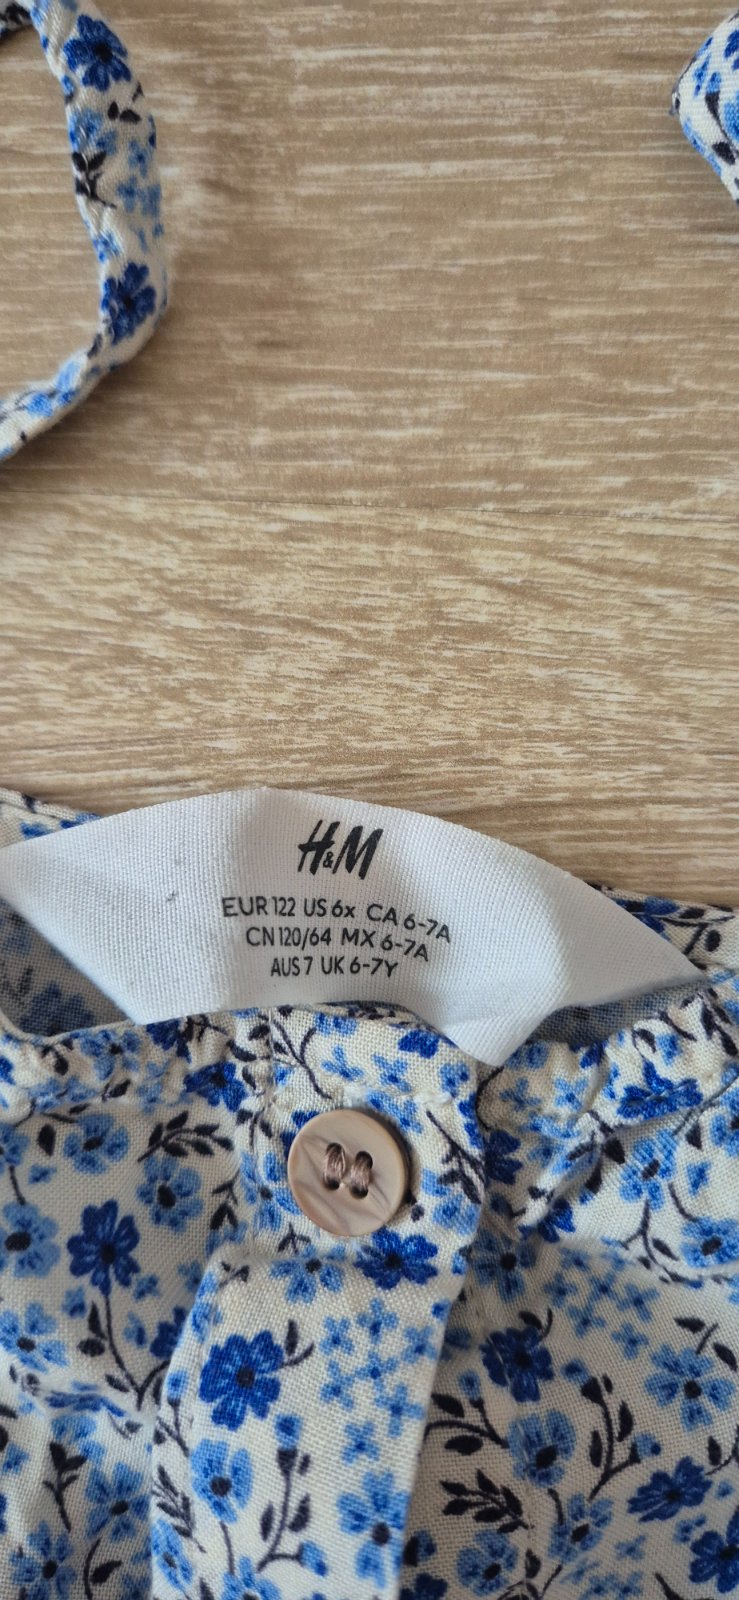 H&M
EUR 122 US 6x CA 6-7A
CN 120/64 MX 6-7A
AUS 7 UK 6-7Y